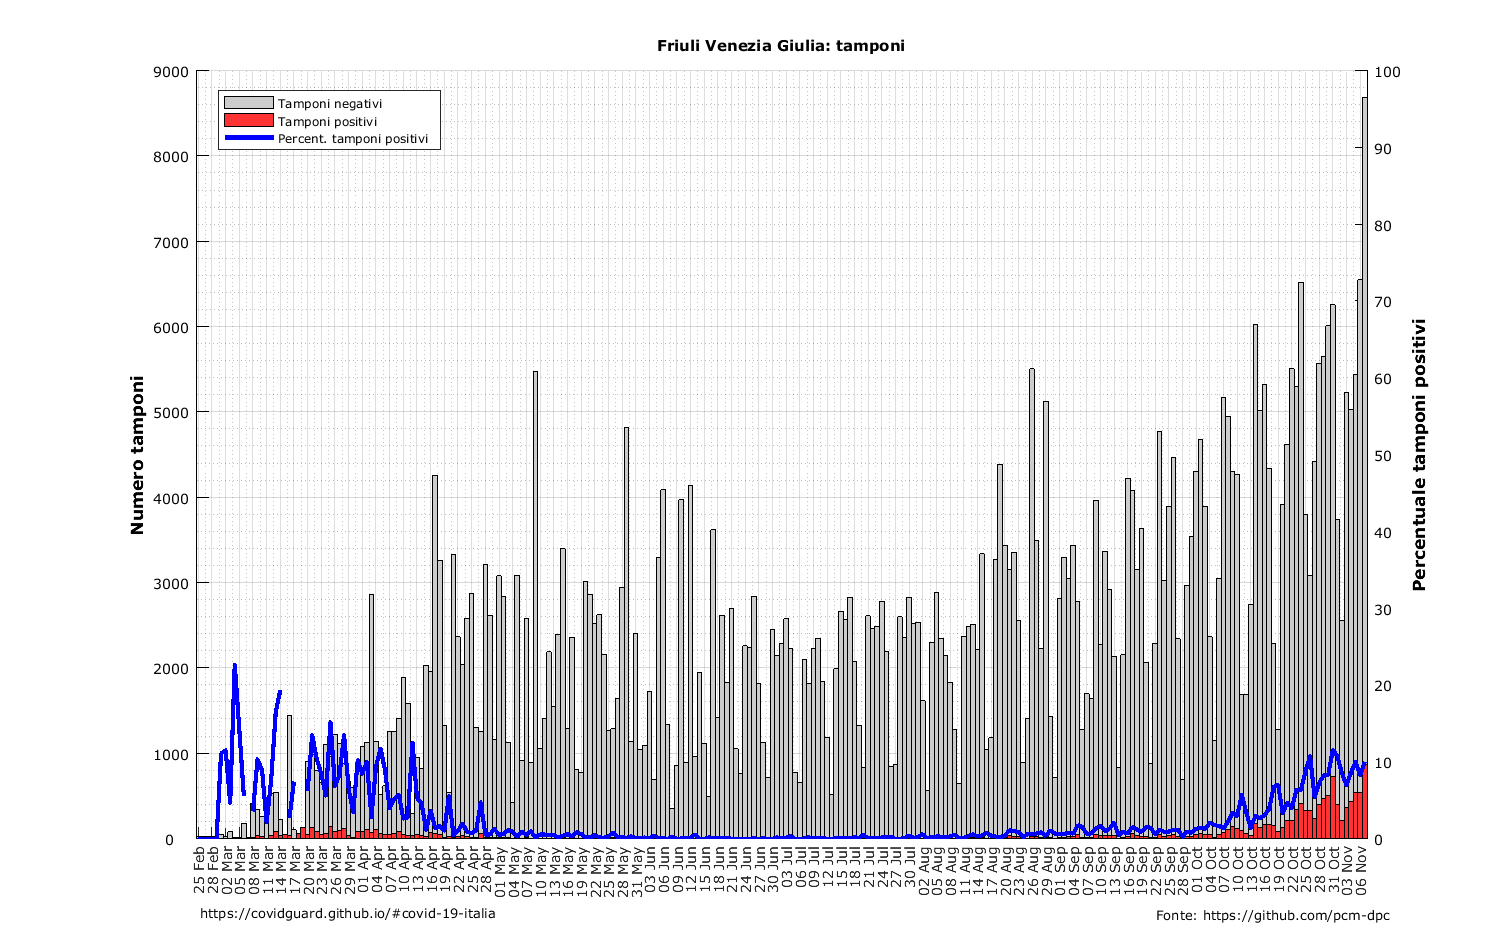 Friuli Venezia Giulia: tamponi
Tamponi negativi
Tamponi positivi
Percent. tamponi positivi
Numero tamponi
9000
8000
7000
6000
5000
4000
3000
2000
1000
0
Percentuale tamponi positivi
100
90
80
70
60
50
40
30
20
10
0
25 Feb
28 Feb
02 Mar
05 Mar
08 Mar
11 Mar
14 Mar
17 Mar
20 Mar
23 Mar
26 Mar
29 Mar
01 Apr
04 Apr
07 Apr
10 Apr
13 Apr
16 Apr
19 Apr
22 Apr
25 Apr
28 Apr
01 May
04 May
07 May
10 May
13 May
16 May
19 May
22 May
25 May
28 May
31 May
03 Jun
06 Jun
09 Jun
12 Jun
15 Jun
18 Jun
21 Jun
24 Jun
27 Jun
30 Jun
03 Jul
06 Jul
09 Jul
12 Jul
15 Jul
18 Jul
21 Jul
24 Jul
27 Jul
30 Jul
02 Aug
05 Aug
08 Aug
11 Aug
14 Aug
17 Aug
20 Aug
23 Aug
26 Aug
29 Aug
01 Sep
04 Sep
07 Sep
10 Sep
13 Sep
16 Sep
19 Sep
22 Sep
25 Sep
28 Sep
01 Oct
04 Oct
07 Oct
10 Oct
13 Oct
16 Oct
19 Oct
22 Oct
25 Oct
28 Oct
31 Oct
03 Nov
06 Nov
https://covidguard.github.io/#covid-19-italia
Fonte: https://github.com/pcm-dpc